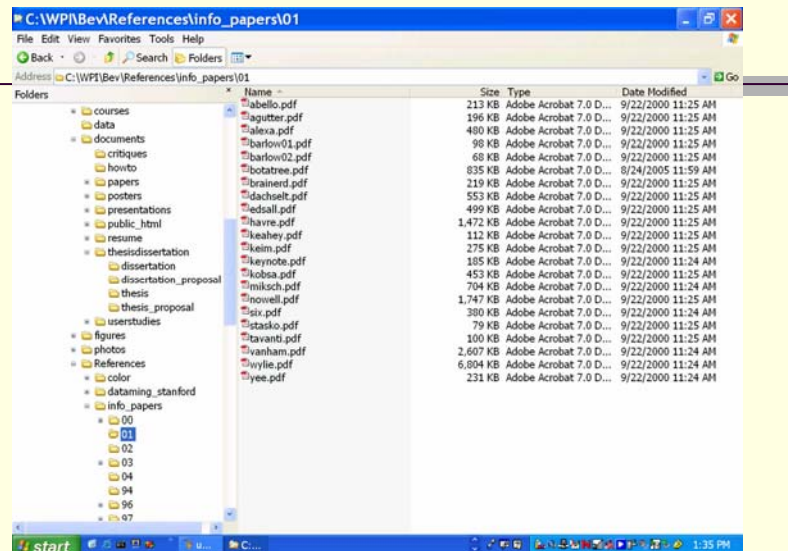 C:\WPI\Bev\References\info_papers\01
File Edit View Favorites Tools Help
Back Search Folders
Address C:\WPI\Bev\References\info_papers\01 Go
Folders
courses
data
documents
critiques
howto
papers
posters
presentations
public_html
resume
thesisdissertation
dissertation
dissertation_proposal
thesis
thesis_proposal
userstudies
figures
photos
References
color
dataming_stanford
info_papers
00
01
02
03
04
94
96
97
Name Size Type Date Modified
abello.pdf 213 KB Adobe Acrobat 7.0 D... 9/22/2000 11:25 AM
agutter.pdf 196 KB Adobe Acrobat 7.0 D... 9/22/2000 11:25 AM
alexa.pdf 480 KB Adobe Acrobat 7.0 D... 9/22/2000 11:25 AM
barlow01.pdf 98 KB Adobe Acrobat 7.0 D... 9/22/2000 11:25 AM
barlow02.pdf 68 KB Adobe Acrobat 7.0 D... 9/22/2000 11:25 AM
botatree.pdf 835 KB Adobe Acrobat 7.0 D... 8/24/2005 11:59 AM
brainerd.pdf 219 KB Adobe Acrobat 7.0 D... 9/22/2000 11:25 AM
dachselt.pdf 553 KB Adobe Acrobat 7.0 D... 9/22/2000 11:25 AM
edsall.pdf 499 KB Adobe Acrobat 7.0 D... 9/22/2000 11:25 AM
havre.pdf 1,472 KB Adobe Acrobat 7.0 D... 9/22/2000 11:25 AM
keahey.pdf 112 KB Adobe Acrobat 7.0 D... 9/22/2000 11:25 AM
keim.pdf 275 KB Adobe Acrobat 7.0 D... 9/22/2000 11:25 AM
keynote.pdf 185 KB Adobe Acrobat 7.0 D... 9/22/2000 11:24 AM
kobsa.pdf 453 KB Adobe Acrobat 7.0 D... 9/22/2000 11:25 AM
miksch.pdf 704 KB Adobe Acrobat 7.0 D... 9/22/2000 11:24 AM
nowell.pdf 1,747 KB Adobe Acrobat 7.0 D... 9/22/2000 11:25 AM
six.pdf 380 KB Adobe Acrobat 7.0 D... 9/22/2000 11:24 AM
stasko.pdf 79 KB Adobe Acrobat 7.0 D... 9/22/2000 11:25 AM
tavanti.pdf 100 KB Adobe Acrobat 7.0 D... 9/22/2000 11:25 AM
vanham.pdf 2,607 KB Adobe Acrobat 7.0 D... 9/22/2000 11:24 AM
wylie.pdf 6,804 KB Adobe Acrobat 7.0 D... 9/22/2000 11:24 AM
yee.pdf 231 KB Adobe Acrobat 7.0 D... 9/22/2000 11:24 AM
start u... C:... 1:35 PM